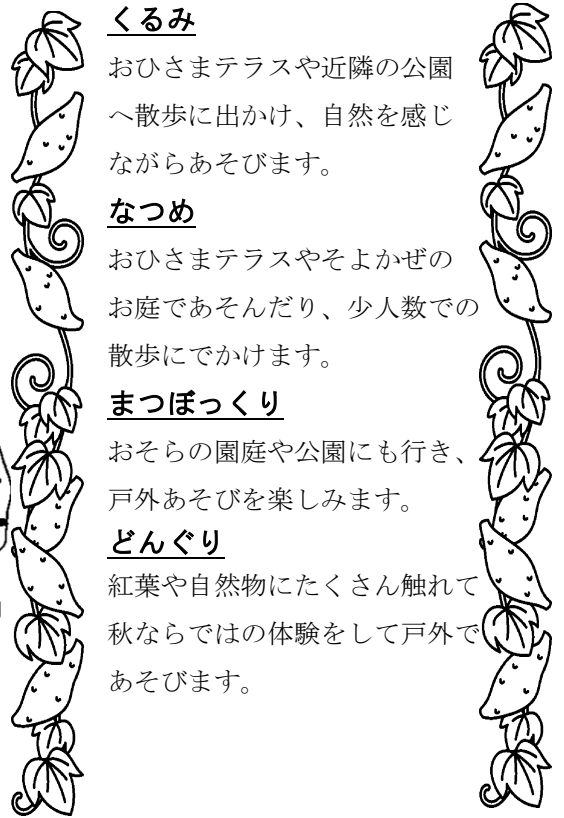 くるみ
おひさまテラスや近隣の公園
へ散歩に出かけ、自然を感じ
ながらあそびます。
なつめ
おひさまテラスやそよかぜの
お庭であそんだり、少人数での
散歩にでかけます。
まつぼっくり
おそらの園庭や公園にも行き、
戸外あそびを楽しみます。
どんぐり
紅葉や自然物にたくさん触れて
秋ならではの体験をして戸外で
あそびます。